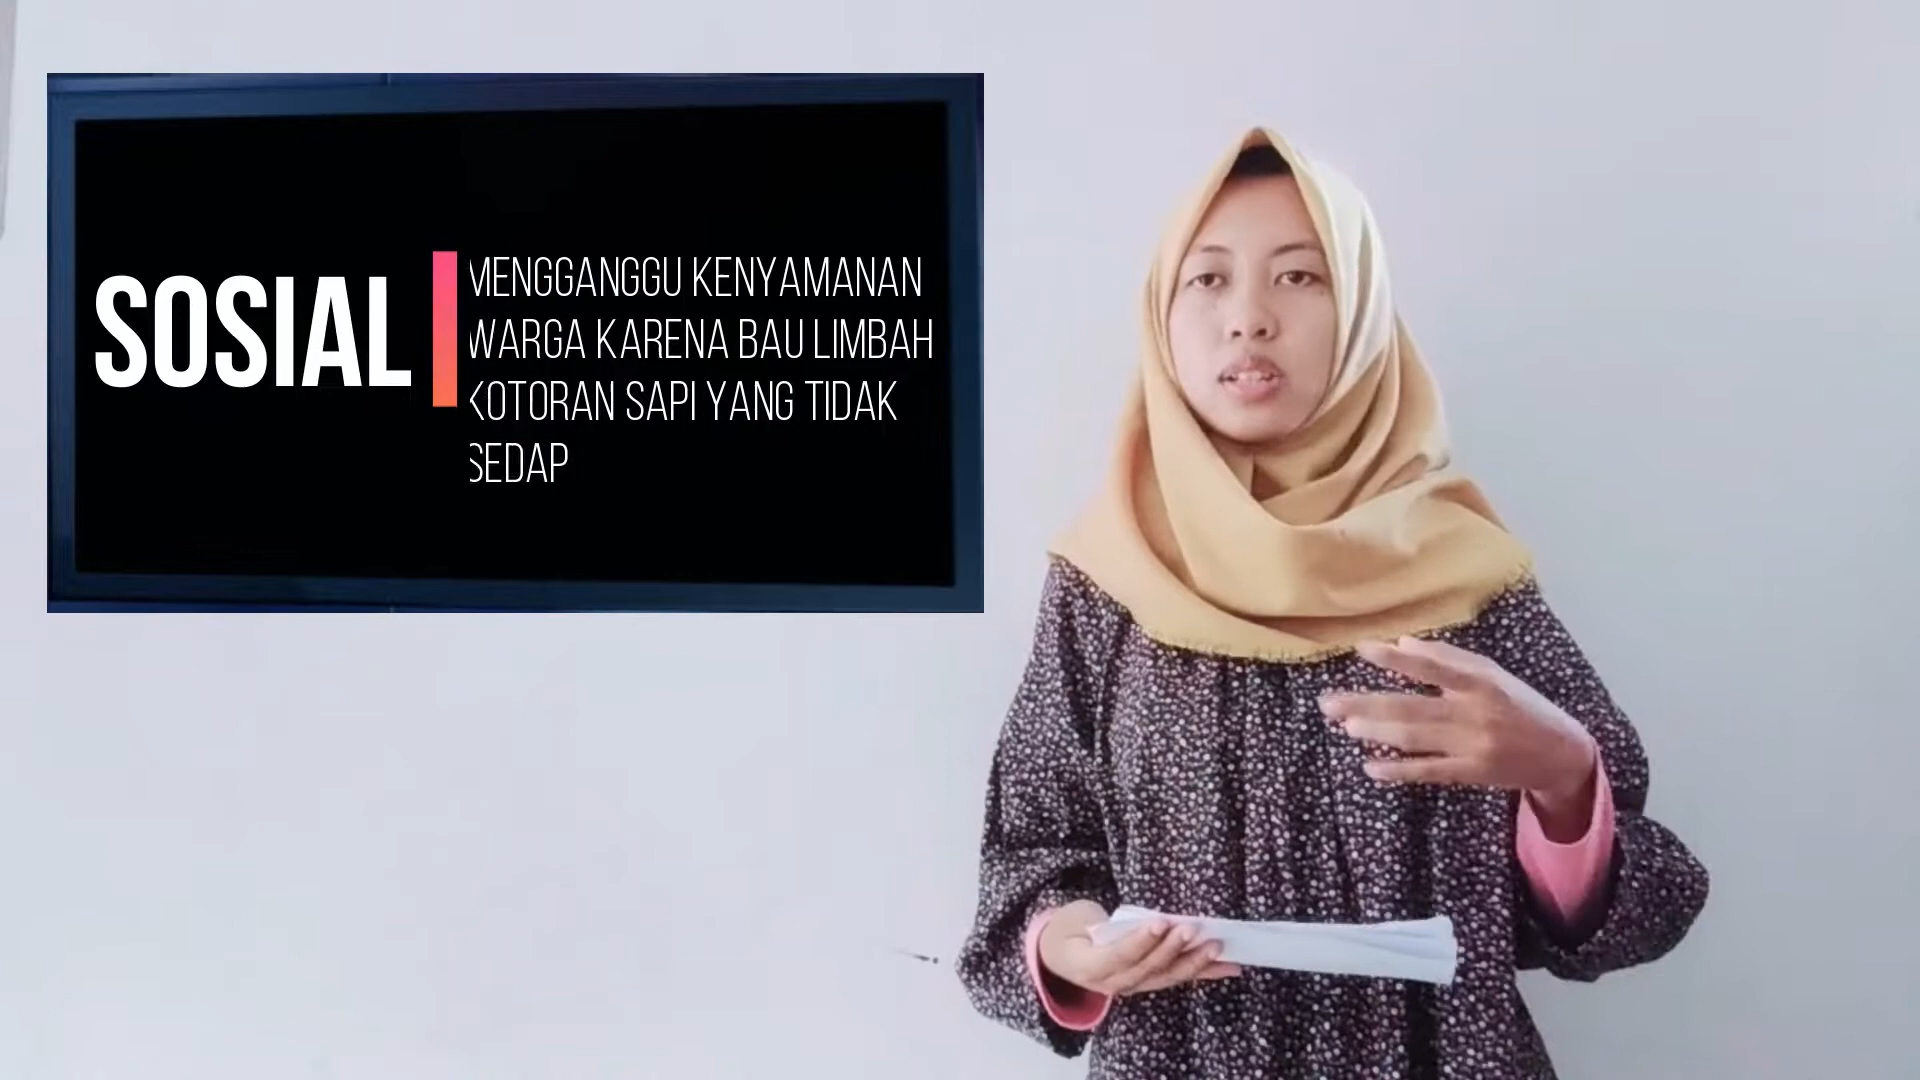 SOSIAL
MENGGANGGU KENYAMANAN
WARGA KARENA BAU LIMBAH
KOTORAN SAPI YANG TIDAK
SEDAP